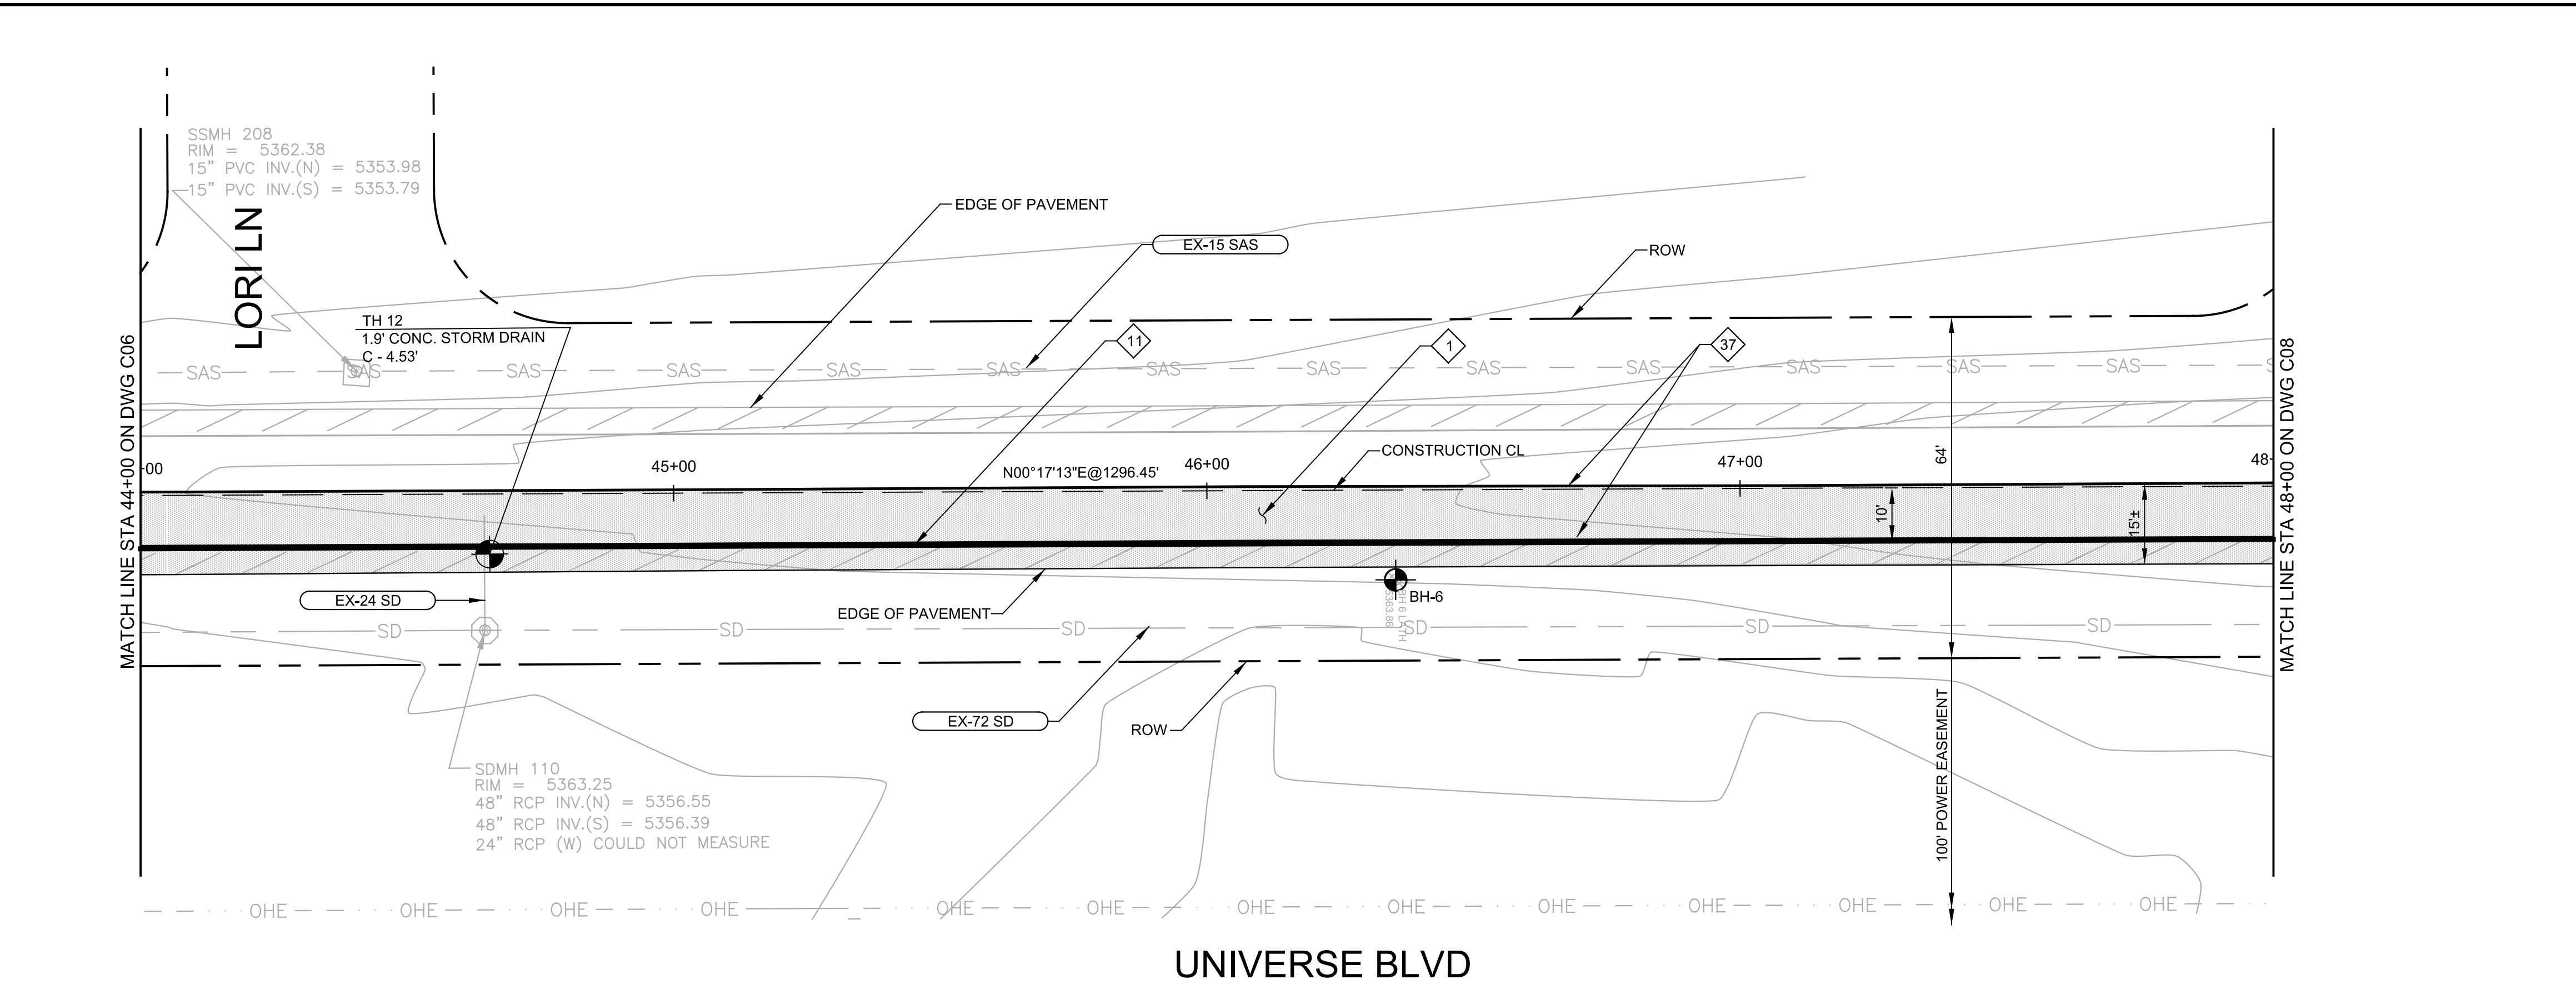 SSMH 208
RIM = 5362.38
15" PVC INV.(N) = 5353.98
15" PVC INV.(S) = 5353.79
LORI LN
EDGE OF PAVEMENT
EX-15 SAS
ROW
TH 12
1.9' CONC. STORM DRAIN
C - 4.53'
11
1
37
SAS SAS SAS SAS SAS SAS SAS SAS SAS SAS SAS SAS SAS S
MATCH LINE STA 44+00 ON DWG C06
MATCH LINE STA 48+00 ON DWG C08
64'
CONSTRUCTION CL
-00
45+00
N00°17'13"E@1296.45'
46+00
47+00
48-
10'
15'±
EX-24 SD
EDGE OF PAVEMENT
BH-6
BH 6 LATH
5363.86
SD SD SD SD SD SD
EX-72 SD
ROW
100' POWER EASEMENT
SDMH 110
RIM = 5363.25
48" RCP INV.(N) = 5356.55
48" RCP INV.(S) = 5356.39
24" RCP (W) COULD NOT MEASURE
OHE OHE OHE OHE OHE OHE OHE OHE OHE OHE OHE OHE OHE
UNIVERSE BLVD